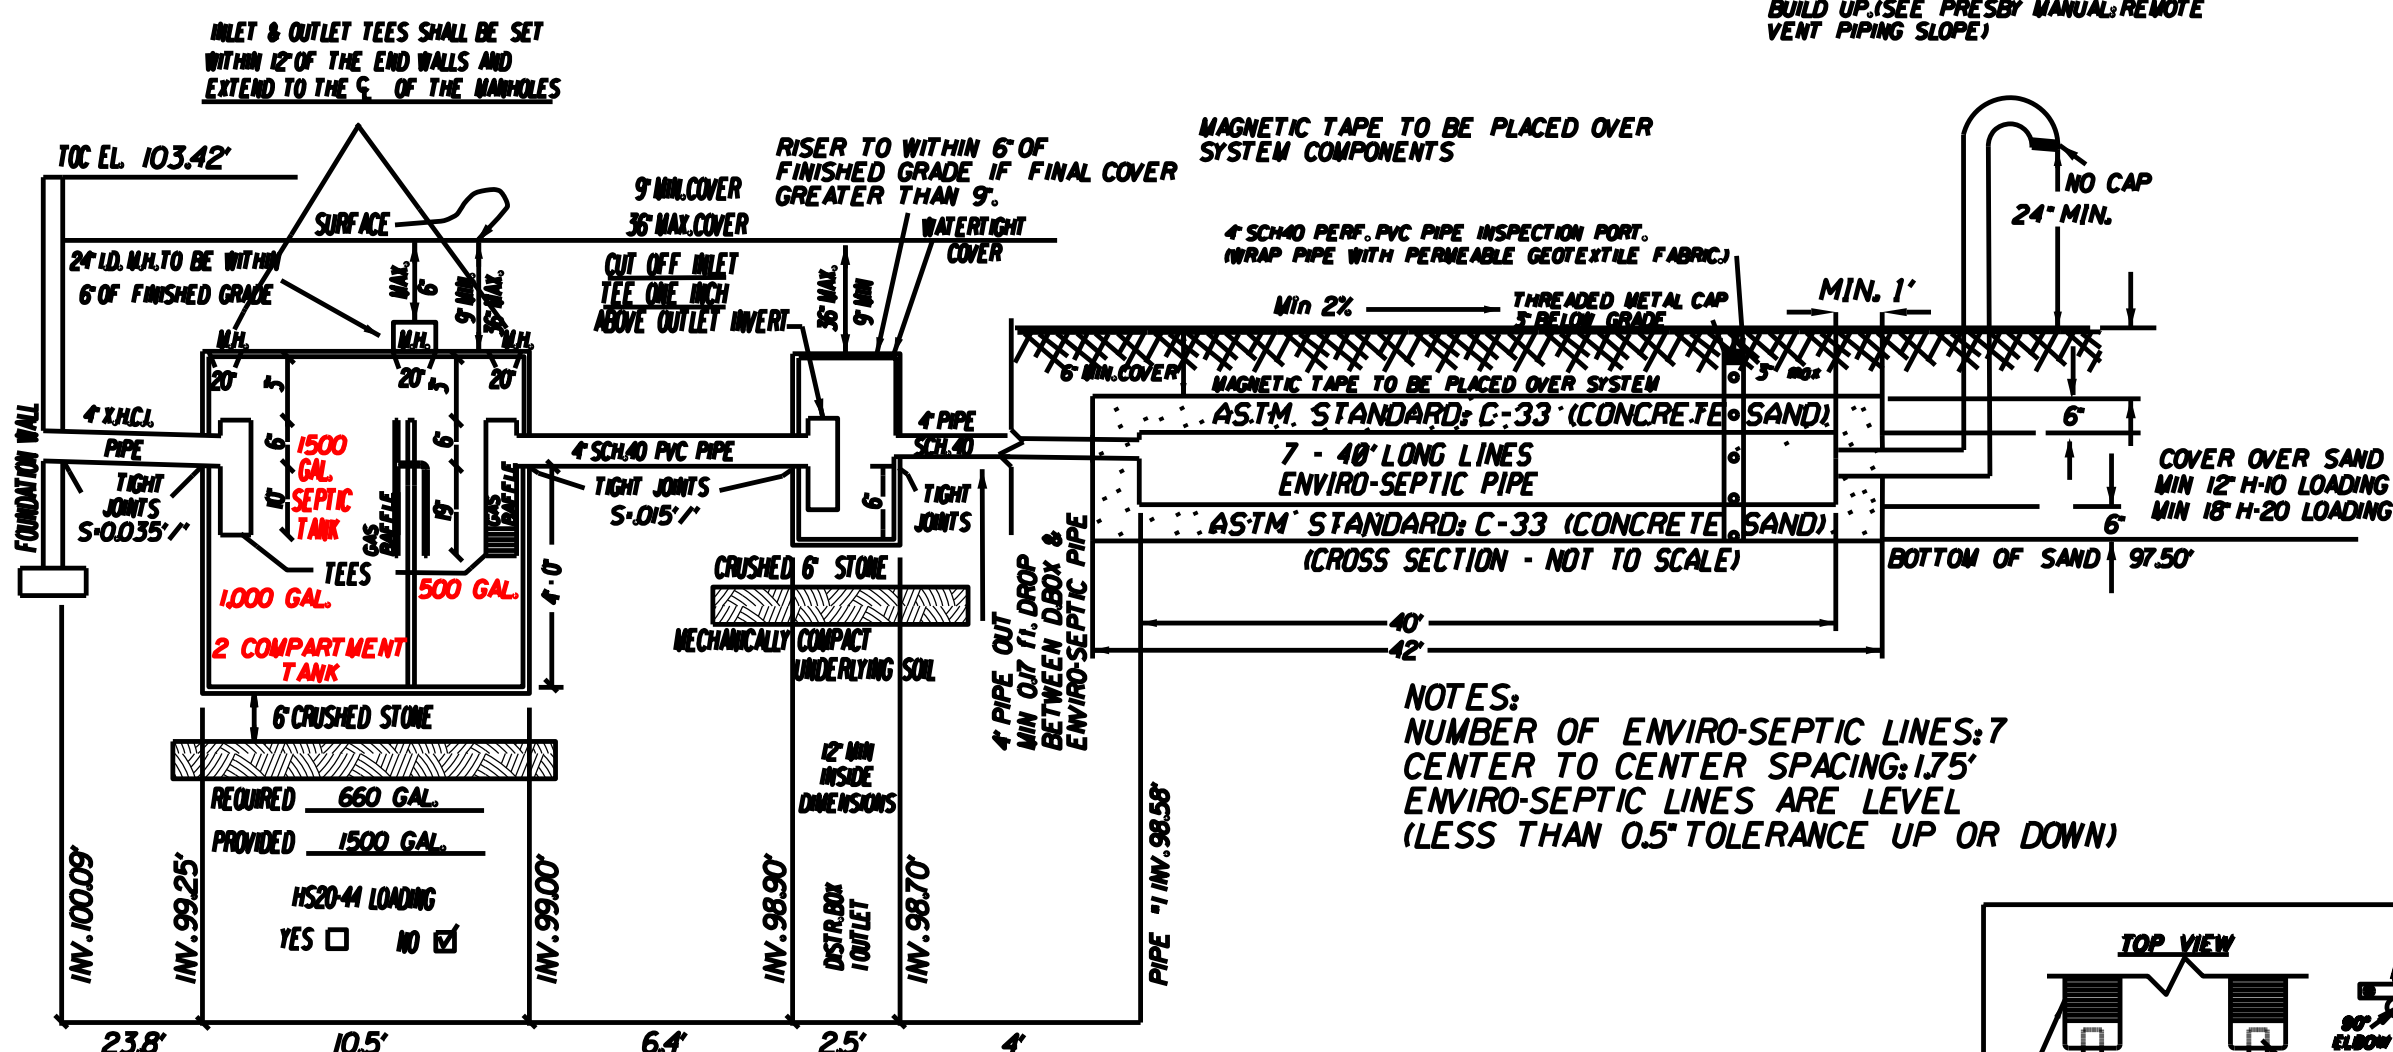 BUILD UP.(SEE PRESBY MANUAL: REMOTE
VENT PIPING SLOPE)
INLET & OUTLET TEES SHALL BE SET
WITHIN 12" OF THE END WALLS AND
EXTEND TO THE ℄ OF THE MANHOLES
TOC EL. 103.42'
SURFACE
24" I.D. M.H. TO BE WITHIN
6" OF FINISHED GRADE
9" MIN. COVER
36" MAX. COVER
CUT OFF INLET
TEE ONE INCH
ABOVE OUTLET INVERT
RISER TO WITHIN 6" OF
FINISHED GRADE IF FINAL COVER
GREATER THAN 9".
WATERTIGHT
COVER
MAGNETIC TAPE TO BE PLACED OVER
SYSTEM COMPONENTS
4" SCH40 PERF. PVC PIPE INSPECTION PORT.
(WRAP PIPE WITH PERMEABLE GEOTEXTILE FABRIC.)
Min 2%
THREADED METAL CAP
3" BELOW GRADE
MIN. 1'
NO CAP
24" MIN.
MAX.
6"
9" MIN.
36" MAX.
36" MAX.
9" MIN
M.H.
M.H.
M.H.
20"
20"
20"
3"
3"
6" MIN.COVER
MAGNETIC TAPE TO BE PLACED OVER SYSTEM
3" max
ASTM STANDARD: C-33 (CONCRETE SAND)
7 - 40' LONG LINES
ENVIRO-SEPTIC PIPE
ASTM STANDARD: C-33 (CONCRETE SAND)
(CROSS SECTION - NOT TO SCALE)
6"
6"
COVER OVER SAND
MIN 12" H-10 LOADING
MIN 18" H-20 LOADING
BOTTOM OF SAND 97.50'
FOUNDATION WALL
4" X.H.C.I.
PIPE
TIGHT
JOINTS
S=0.035'/'
6"
10"
1500
GAL.
SEPTIC
TANK
GAS
BAFFLE
6"
19"
GAS
BAFFLE
TEES
1,000 GAL.
500 GAL.
2 COMPARTMENT
TANK
4" SCH.40 PVC PIPE
TIGHT JOINTS
S=.015'/'
4'-0"
6"
4" PIPE
SCH.40
TIGHT
JOINTS
CRUSHED 6" STONE
MECHANICALLY COMPACT
UNDERLYING SOIL
4" PIPE OUT
MIN 0.17 ft. DROP
BETWEEN D.BOX &
ENVIRO-SEPTIC PIPE
40'
42'
6" CRUSHED STONE
REQUIRED 660 GAL.
PROVIDED 1500 GAL.
HS20-44 LOADING
YES NO
12" MIN
INSIDE
DIMENSIONS
DISTR.BOX
1 OUTLET
NOTES:
NUMBER OF ENVIRO-SEPTIC LINES: 7
CENTER TO CENTER SPACING: 1.75'
ENVIRO-SEPTIC LINES ARE LEVEL
(LESS THAN 0.5" TOLERANCE UP OR DOWN)
INV. 100.09'
INV. 99.25'
INV. 99.00'
INV. 98.90'
INV. 98.70'
PIPE "1 INV. 98.58'
23.8'
10.5'
6.4'
2.5'
4'
TOP VIEW
90°
ELBOW